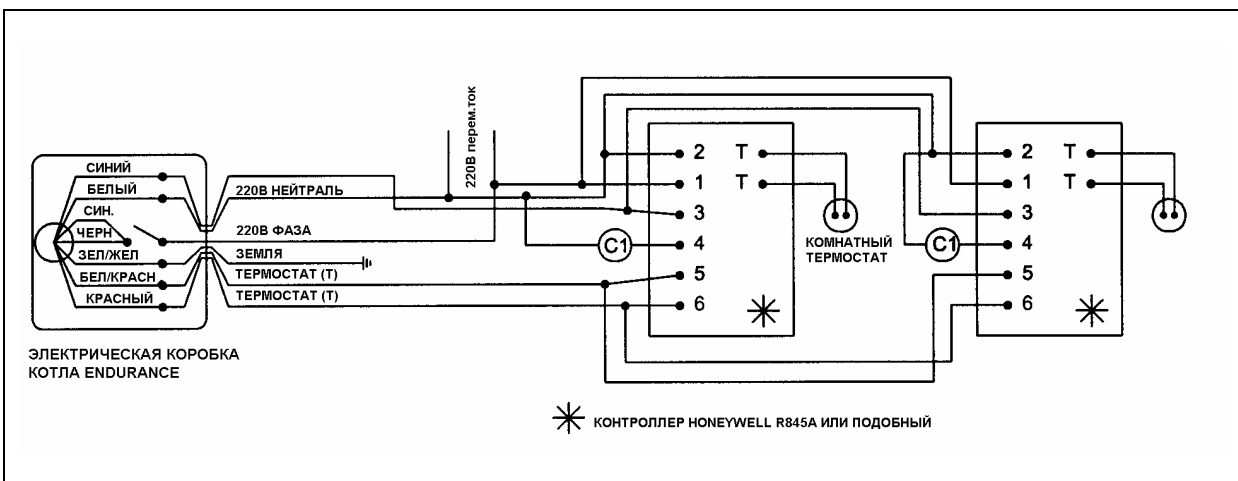 СИНИЙ
БЕЛЫЙ
СИН.
ЧЕРН
ЗЕЛ/ЖЕЛ
БЕЛ/КРАСН
КРАСНЫЙ
220В НЕЙТРАЛЬ
220В ФАЗА
ЗЕМЛЯ
ТЕРМОСТАТ (Т)
ТЕРМОСТАТ (Т)
ЭЛЕКТРИЧЕСКАЯ КОРОБКА
КОТЛА ENDURANCE
220В перем.ток
C1
2 T
1 T
3
4
5
6
КОМНАТНЫЙ
ТЕРМОСТАТ
C1
2 T
1 T
3
4
5
6
КОНТРОЛЛЕР HONEYWELL R845A ИЛИ ПОДОБНЫЙ